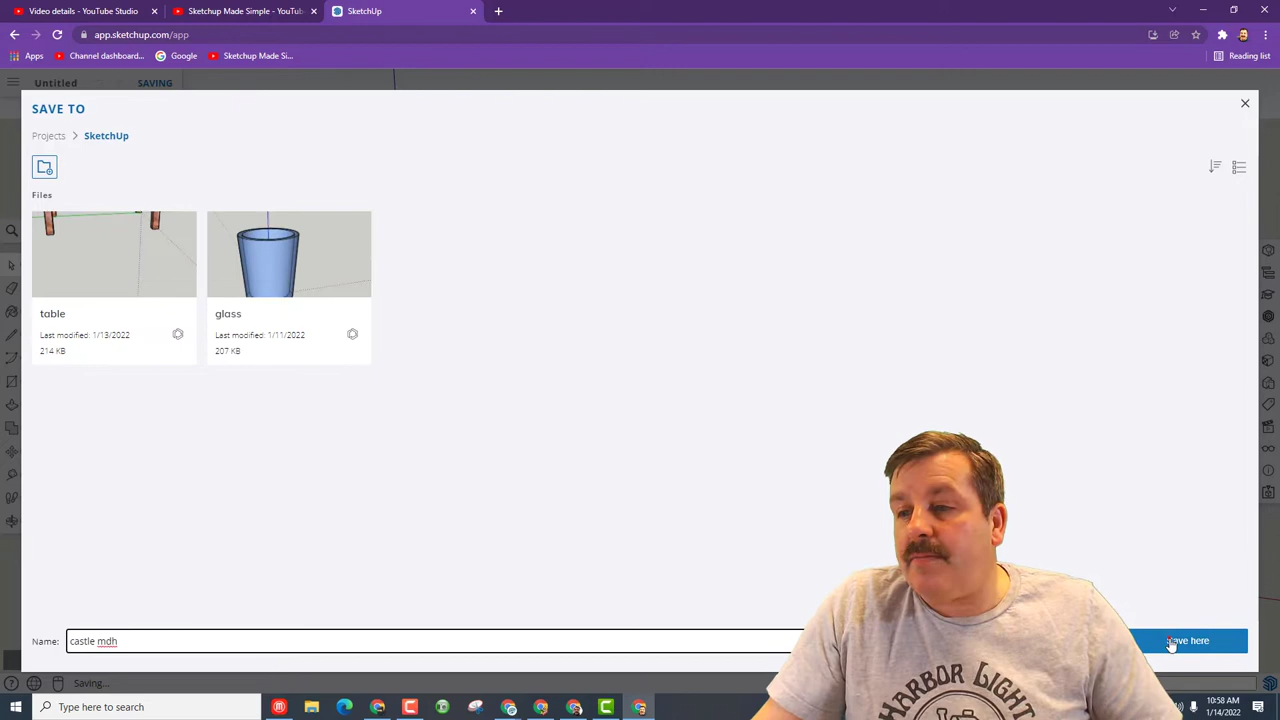 Video details - YouTube Studio
Sketchup Made Simple - YouTube
SketchUp
app.sketchup.com/app
Apps
Channel dashboard...
Google
Sketchup Made Si...
Reading list
Untitled
SAVING
SAVE TO
Projects > SketchUp
Files
table
Last modified: 1/13/2022
214 KB
glass
Last modified: 1/11/2022
207 KB
Name:
castle mdh
here
HARBOR LIGHT
Saving...
Type here to search
10:58 AM
1/14/2022